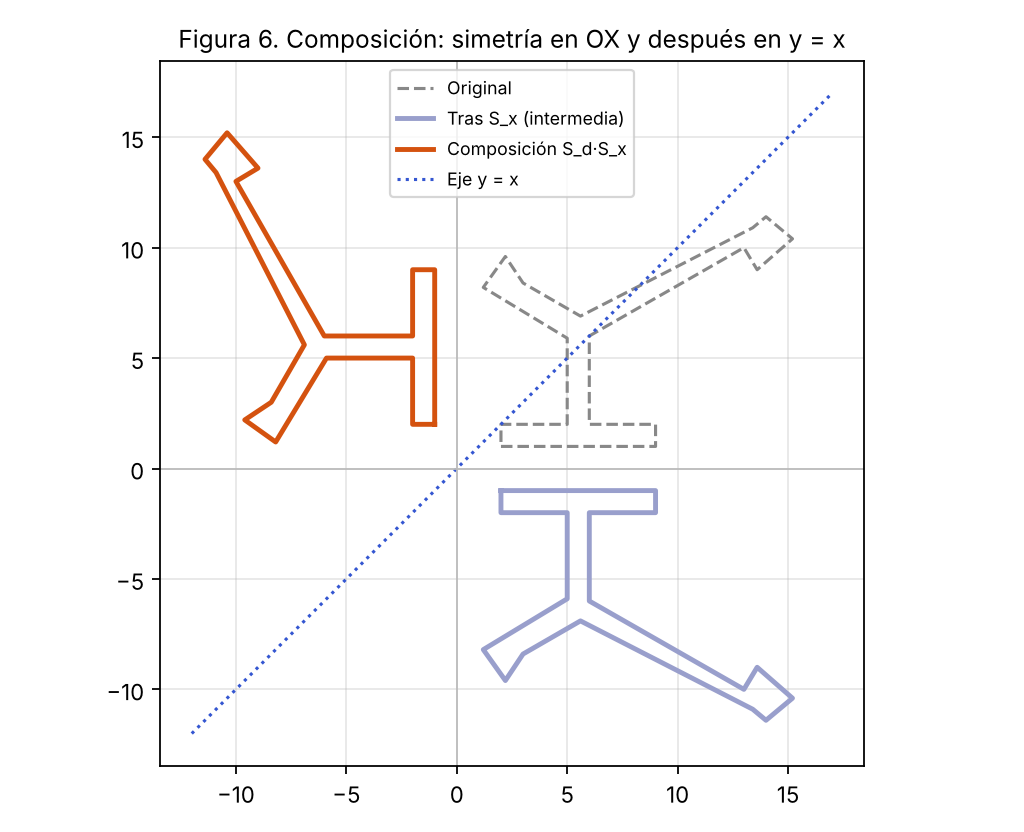 Figura 6. Composición: simetría en OX y después en y = x
Original
Tras S_x (intermedia)
Composición S_d·S_x
Eje y = x
15
10
5
0
−5
−10
−10
−5
0
5
10
15